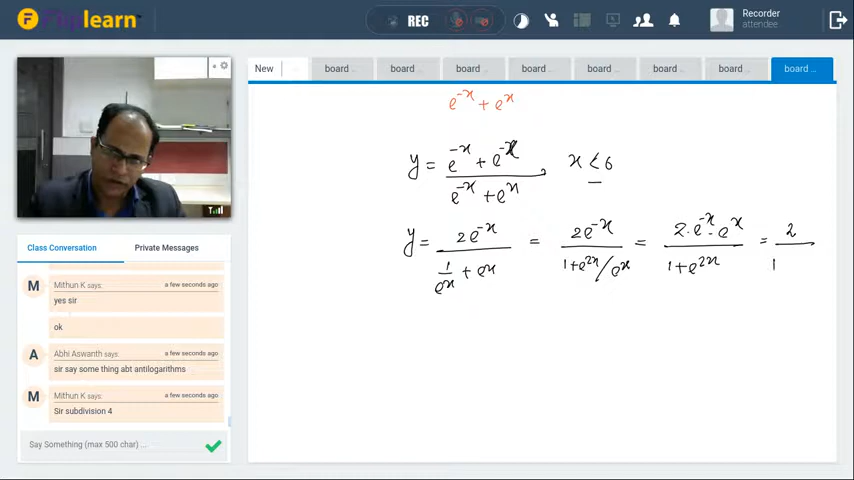 Fliplearn
REC
Recorder
attendee
New
board ...
board ...
board ...
board ...
board ...
board ...
board ...
board ...
e^-x + e^x
y = (e^-x + e^-x) / (e^-x + e^x), x < 0
y = 2e^-x / (1/e^x + e^x) = 2e^-x / (1+e^2x/e^x) = 2.e^-x.e^x / (1+e^2x) = 2 / 1
Class Conversation
Private Messages
M
Mithun K says:
a few seconds ago
yes sir
ok
A
Abhi Aswanth says:
a few seconds ago
sir say some thing abt antilogarithms
M
Mithun K says:
a few seconds ago
Sir subdivision 4
Say Something (max 500 char) ...